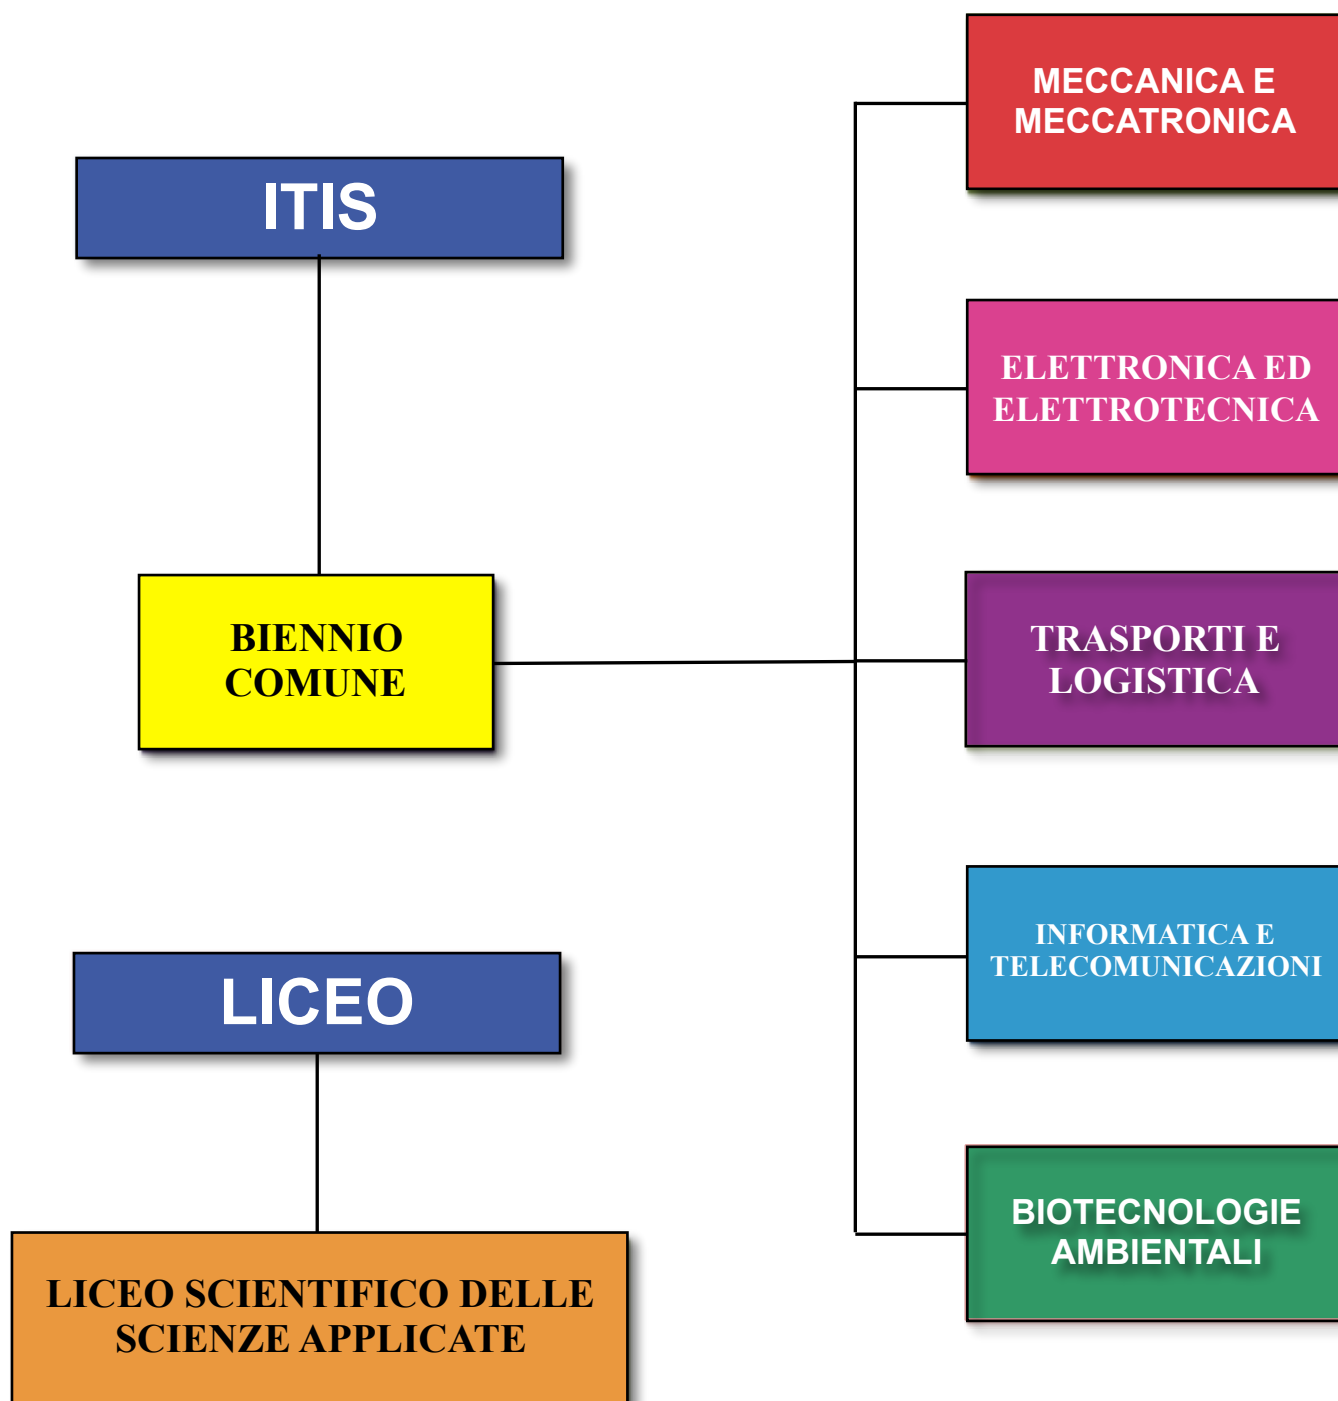 ITIS
BIENNIO
COMUNE
LICEO
LICEO SCIENTIFICO DELLE
SCIENZE APPLICATE
MECCANICA E
MECCATRONICA
ELETTRONICA ED
ELETTROTECNICA
TRASPORTI E
LOGISTICA
INFORMATICA E
TELECOMUNICAZIONI
BIOTECNOLOGIE
AMBIENTALI